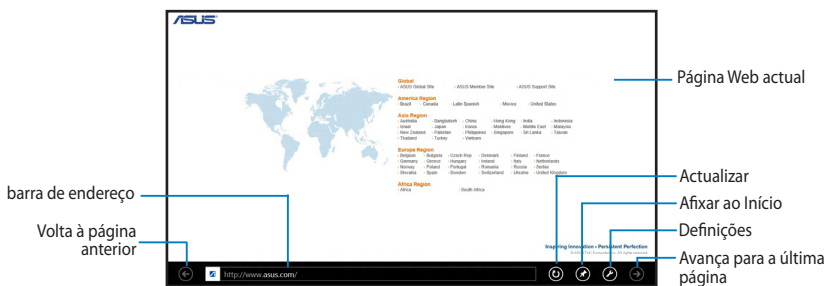 ASUS
Global
- ASUS Global Site - ASUS Member Site - ASUS Support Site
America Region
- Brazil - Canada - Latin Spanish - Mexico - United States
Asia Region
- Australia - Bangladesh - China - Hong Kong - India - Indonesia
- Israel - Japan - Korea - Maldives - Middle East - Malaysia
- New Zealand - Pakistan - Philippines - Singapore - Sri Lanka - Taiwan
- Thailand - Turkey - Vietnam
Europe Region
- Belgium - Bulgaria - Czech Rep - Denmark - Finland - France
- Germany - Greece - Hungary - Ireland - Italy - Netherlands
- Norway - Poland - Portugal - Romania - Russia - Serbia
- Slovakia - Spain - Sweden - Switzerland - Ukraine - United Kingdom
Africa Region
- Africa - South Africa
Inspiring Innovation • Persistent Perfection
All rights reserved
http://www.asus.com/
Página Web actual
barra de endereço
Volta à página
anterior
Actualizar
Afixar ao Início
Definições
Avança para a última
página